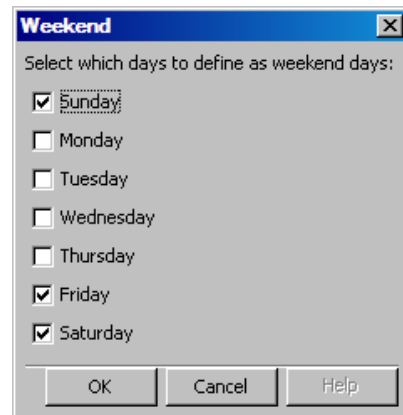 Weekend
Select which days to define as weekend days:
Sunday
Monday
Tuesday
Wednesday
Thursday
Friday
Saturday
OK Cancel Help